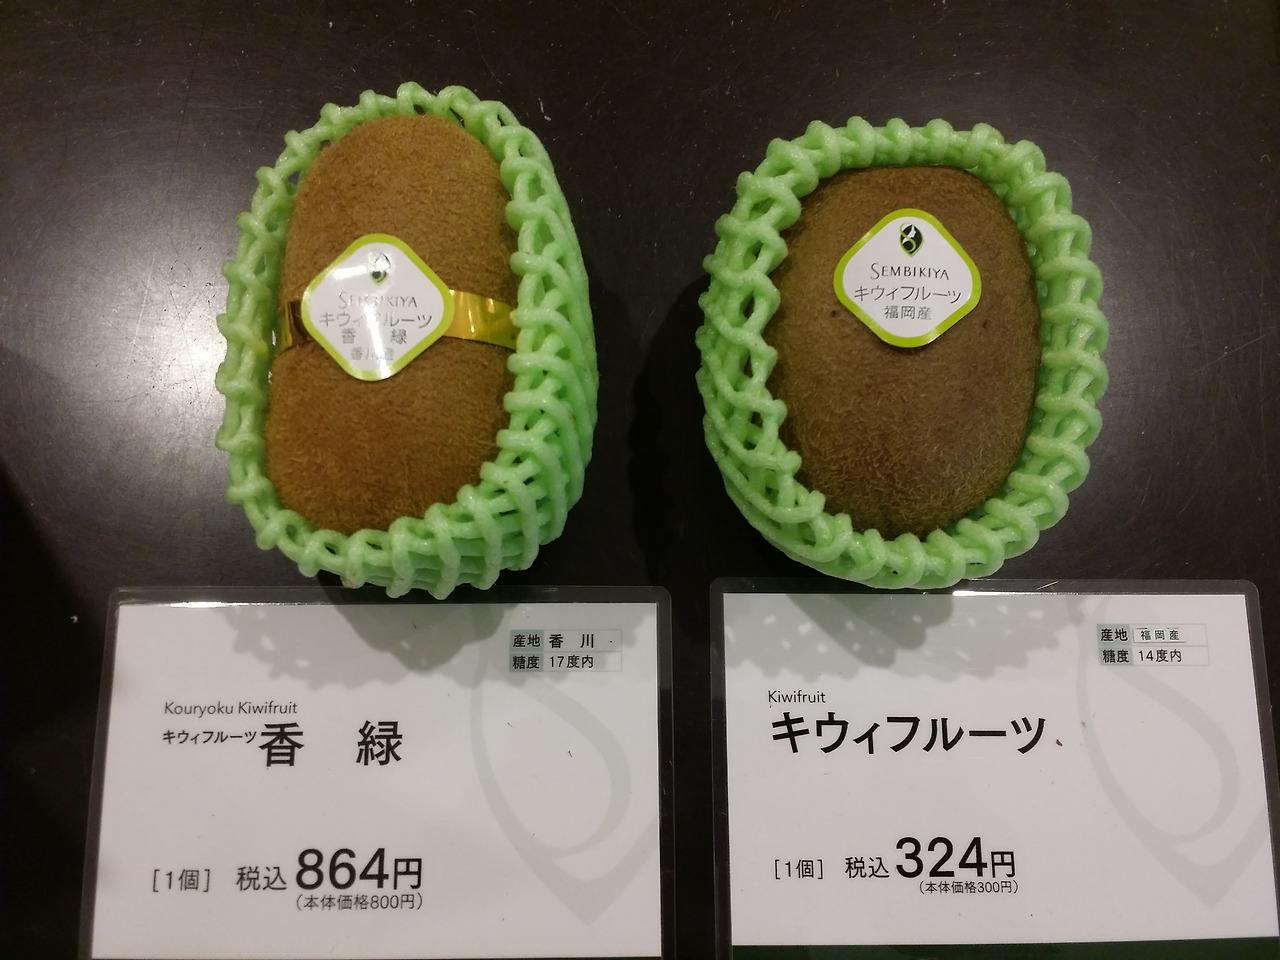 SEMBIKIYA
キウィフルーツ
香 緑
香川産
SEMBIKIYA
キウィフルーツ
福岡産
産地 香 川
糖度 17度内
Kouryoku Kiwifruit
キウィフルーツ 香 緑
[1個] 税込 864円
(本体価格800円)
産地 福岡産
糖度 14度内
Kiwifruit
キウィフルーツ
[1個] 税込 324円
(本体価格300円)